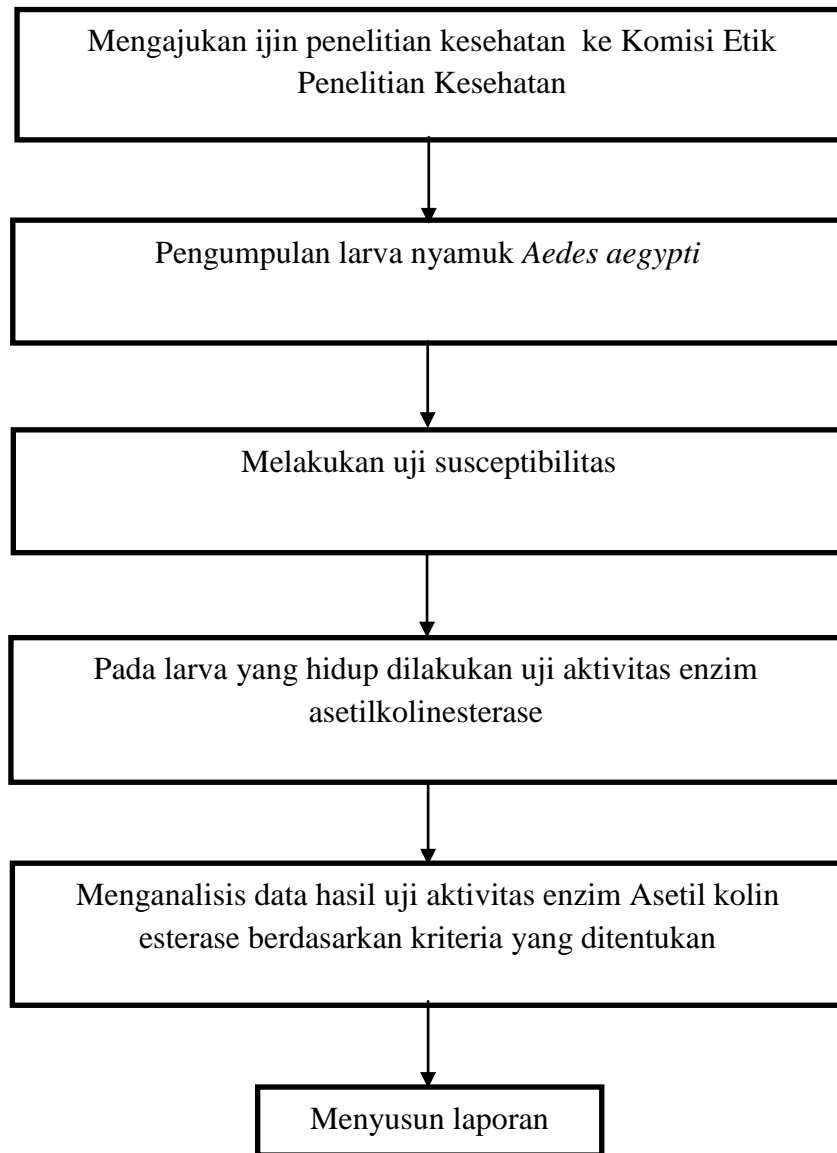 Mengajukan ijin penelitian kesehatan ke Komisi Etik
Penelitian Kesehatan
Pengumpulan larva nyamuk Aedes aegypti
Melakukan uji susceptibilitas
Pada larva yang hidup dilakukan uji aktivitas enzim
asetilkolinesterase
Menganalisis data hasil uji aktivitas enzim Asetil kolin
esterase berdasarkan kriteria yang ditentukan
Menyusun laporan